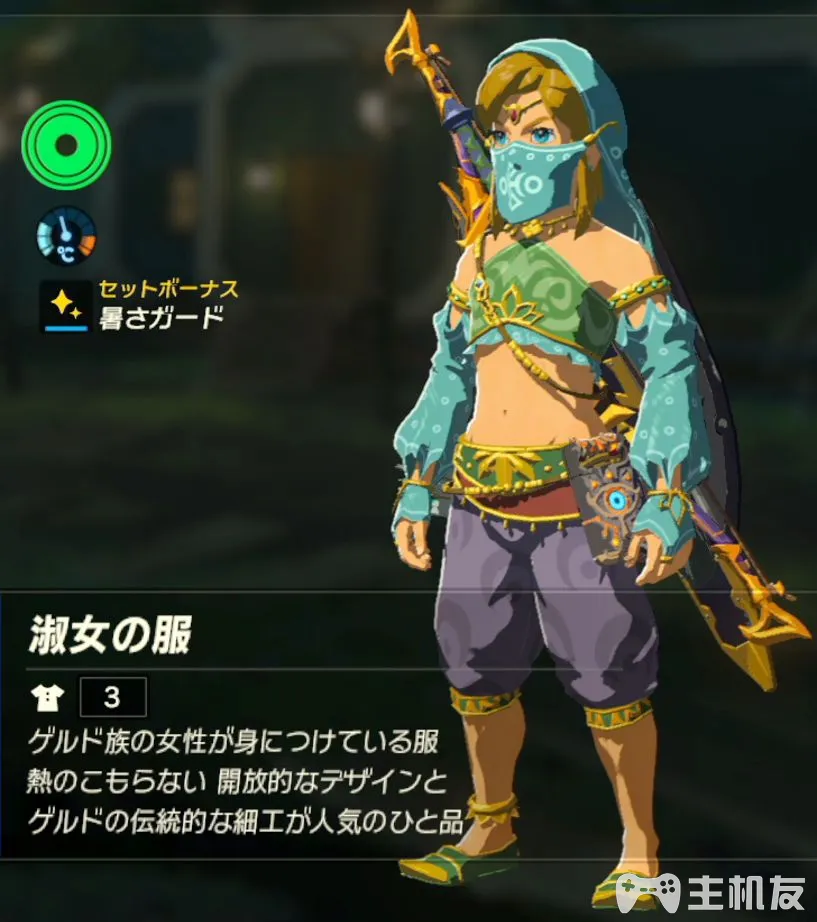 ℃
セットボーナス
暑さガード
淑女の服
3
ゲルド族の女性が身につけている服
熱のこもらない 開放的なデザインと
ゲルドの伝統的な細工が人気のひと品
主机友